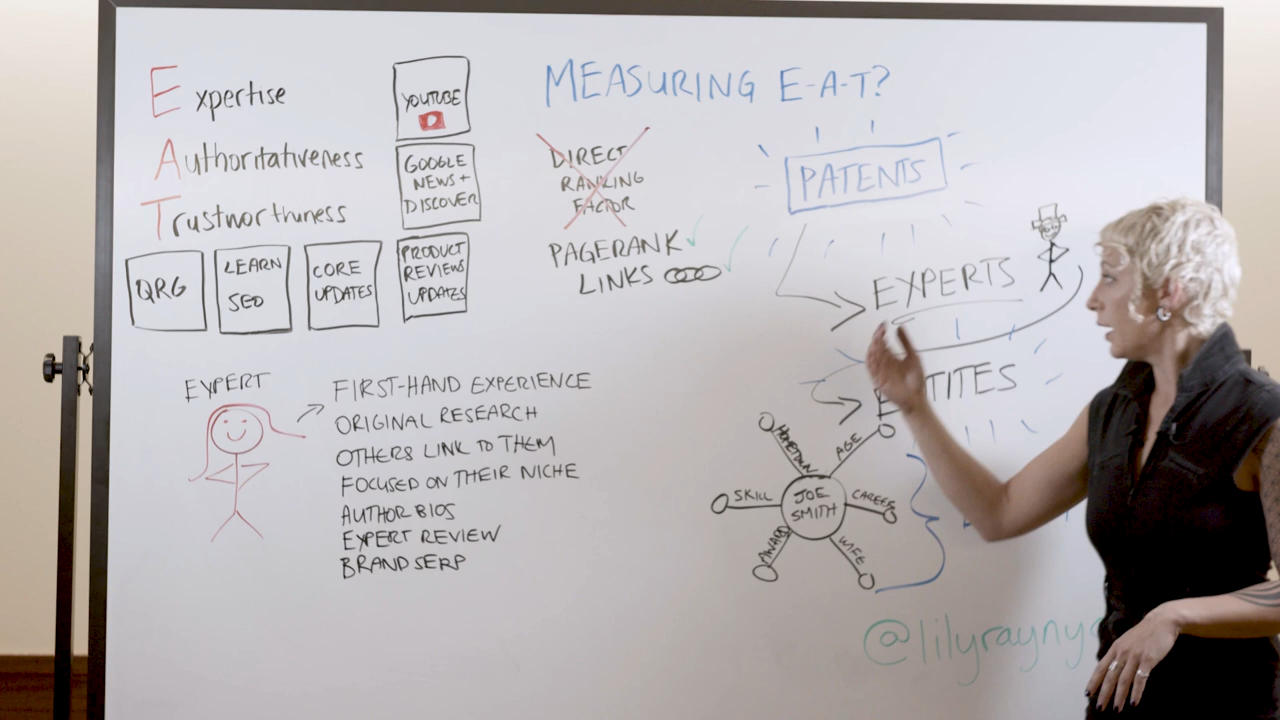 Expertise
Authoritativeness
Trustworthiness
YOUTUBE
GOOGLE
NEWS +
DISCOVER
QRG
LEARN
SEO
CORE
UPDATES
PRODUCT
REVIEWS
UPDATES
MEASURING E-A-T?
DIRECT
RANKING
FACTOR
PAGERANK ✓
LINKS ✓
PATENTS
EXPERTS
TITES
EXPERT
FIRST-HAND EXPERIENCE
ORIGINAL RESEARCH
OTHERS LINK TO THEM
FOCUSED ON THEIR NICHE
AUTHOR BIOS
EXPERT REVIEW
BRAND SERP
JOE
SMITH
HOMETOWN
AGE
SKILL
CAREER
AWARD
WIFE
@lilyrayny